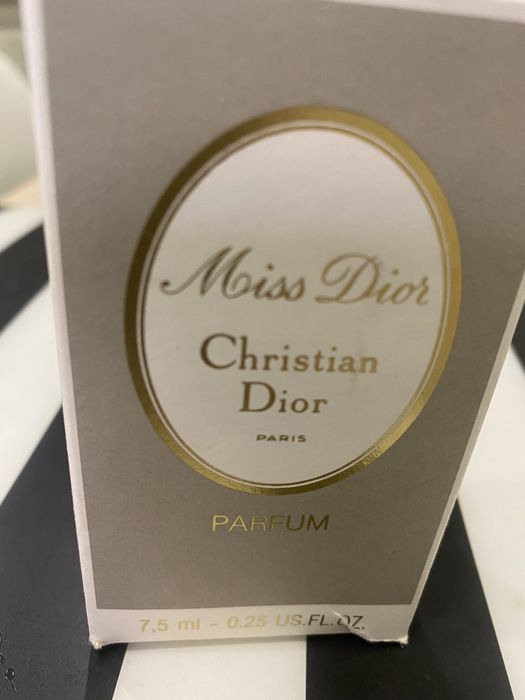 Miss Dior
Christian
Dior
PARIS
PARFUM
7,5 ml - 0.25 US.FL.OZ.